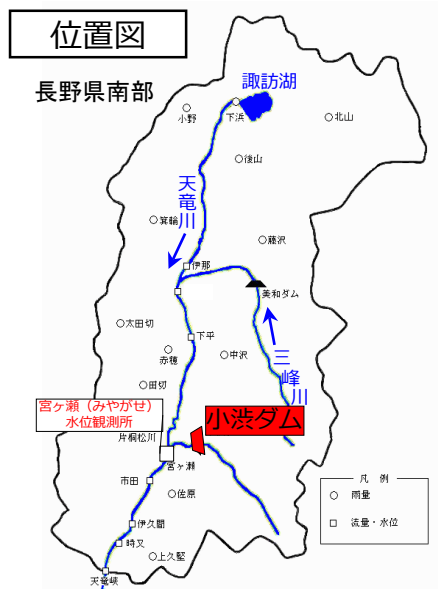 位置図
長野県南部
諏訪湖
小野
下浜
北山
後山
天竜川
箕輪
藤沢
伊那
美和ダム
太田切
下平
三峰川
赤穂
中沢
田切
宮ヶ瀬（みやがせ）
水位観測所
小渋ダム
片桐松川
宮ヶ瀬
市田
佐原
凡 例
雨量
流量・水位
伊久間
時又
上久堅
天竜峡